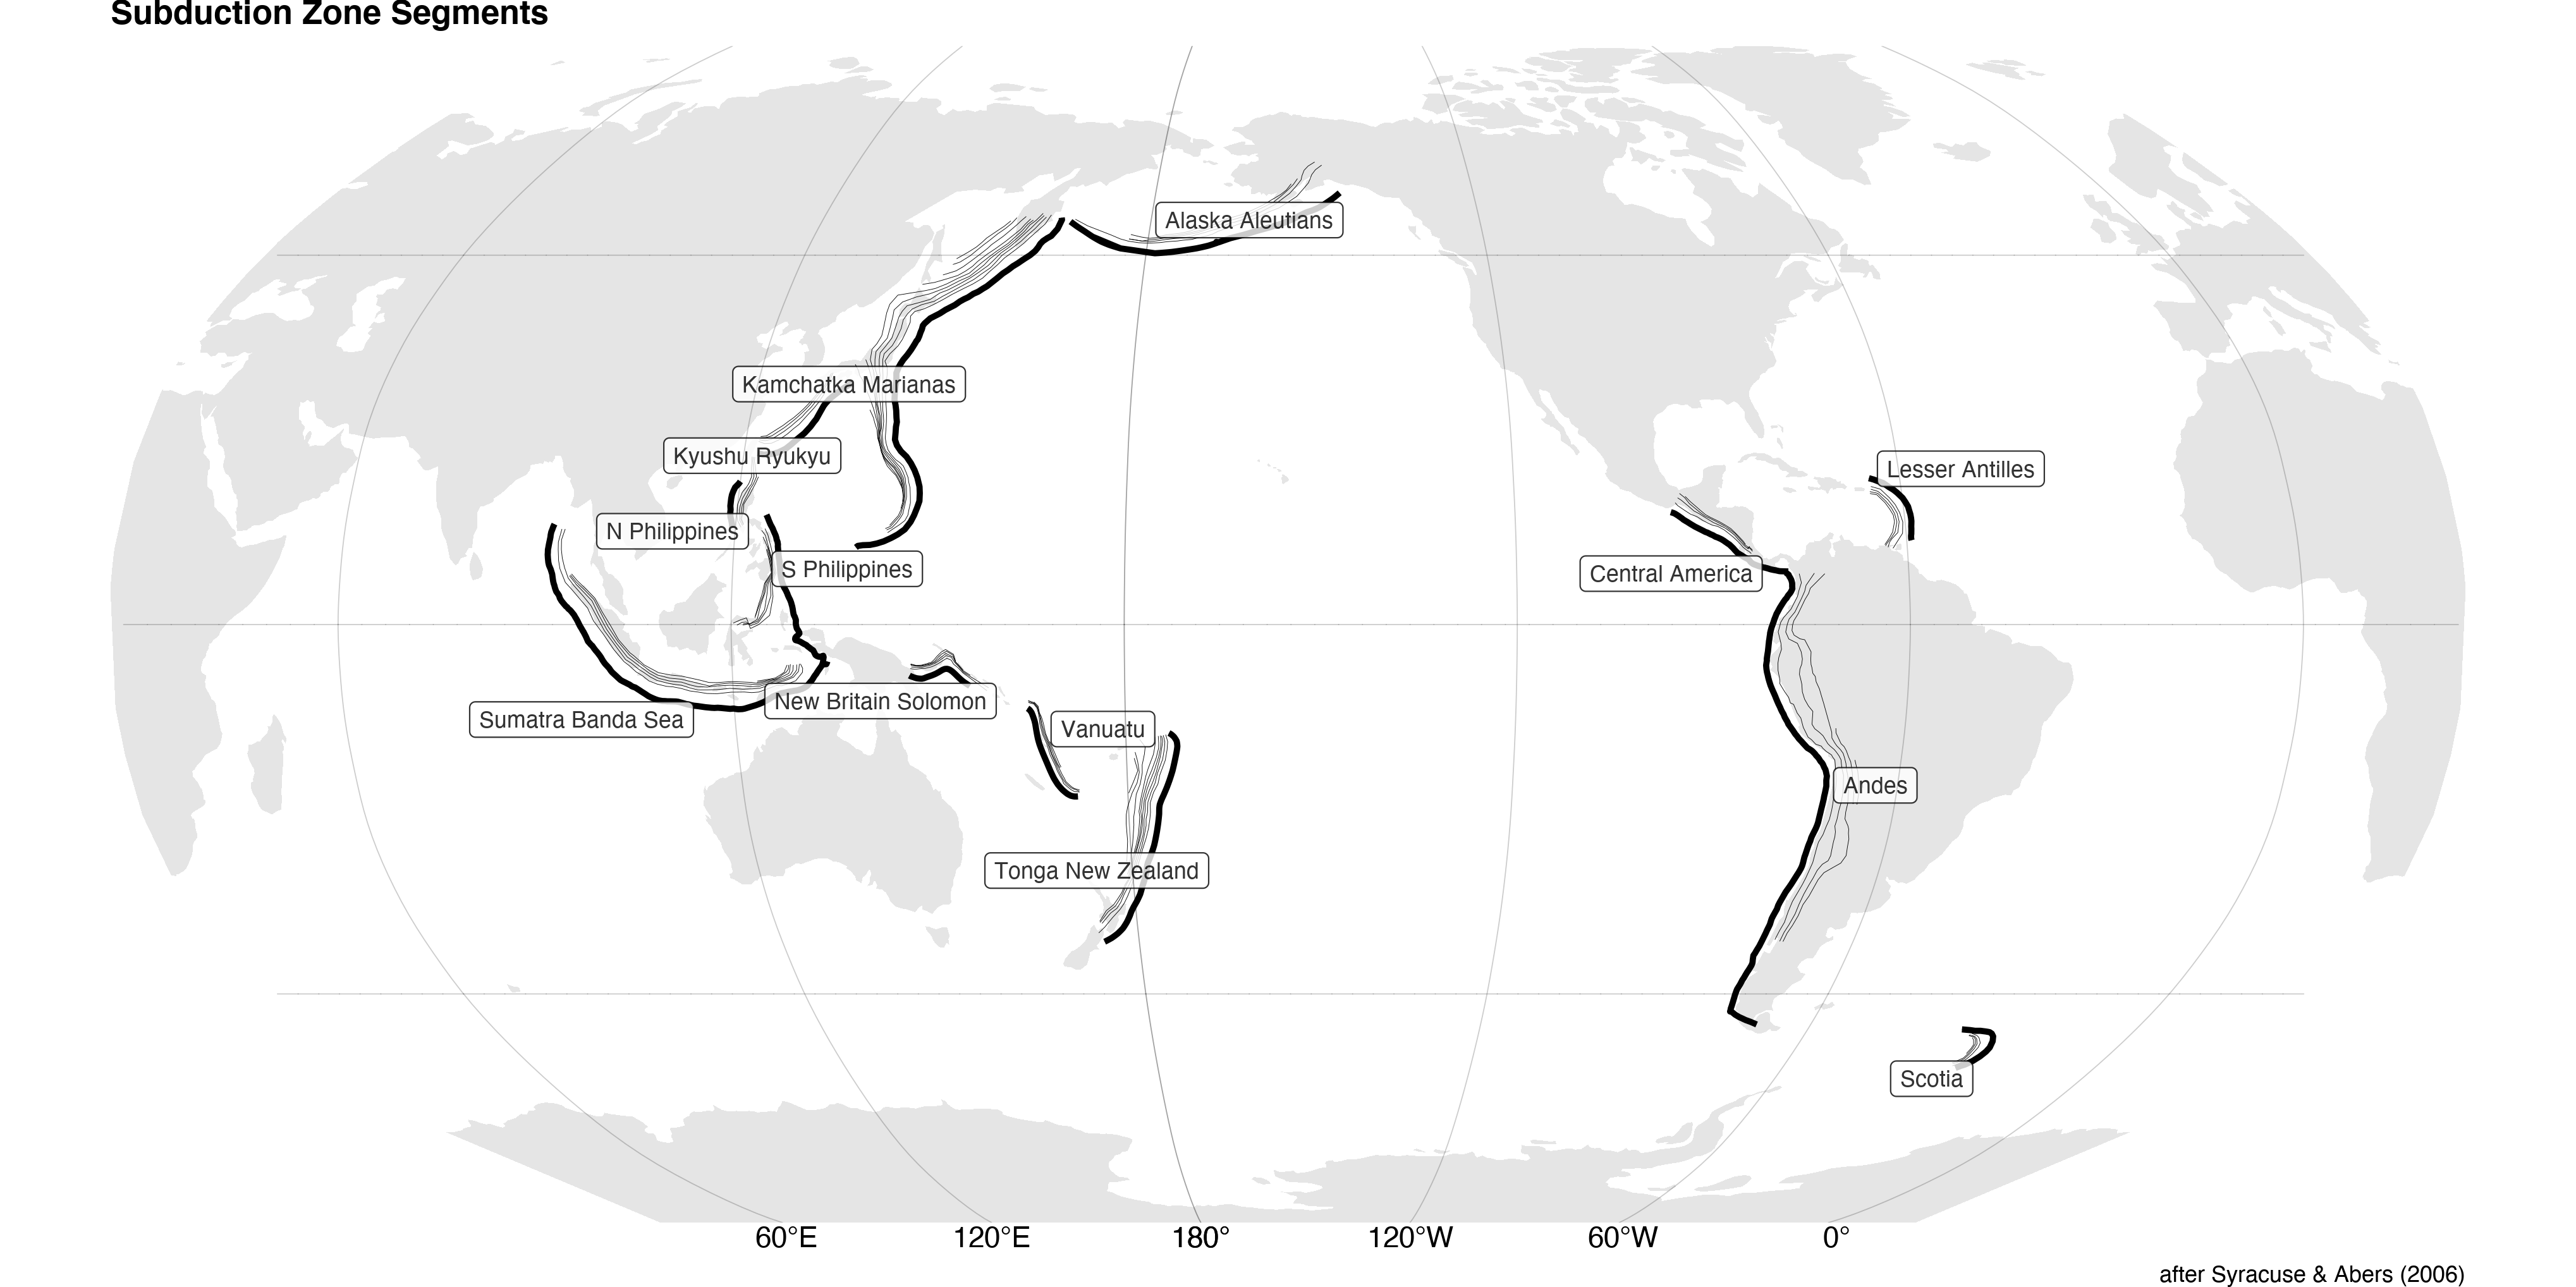 Subduction Zone Segments
Alaska Aleutians
Kamchatka Marianas
Kyushu Ryukyu
Lesser Antilles
N Philippines
S Philippines
Central America
New Britain Solomon
Sumatra Banda Sea
Vanuatu
Andes
Tonga New Zealand
Scotia
60°E 120°E 180° 120°W 60°W 0°
after Syracuse & Abers (2006)